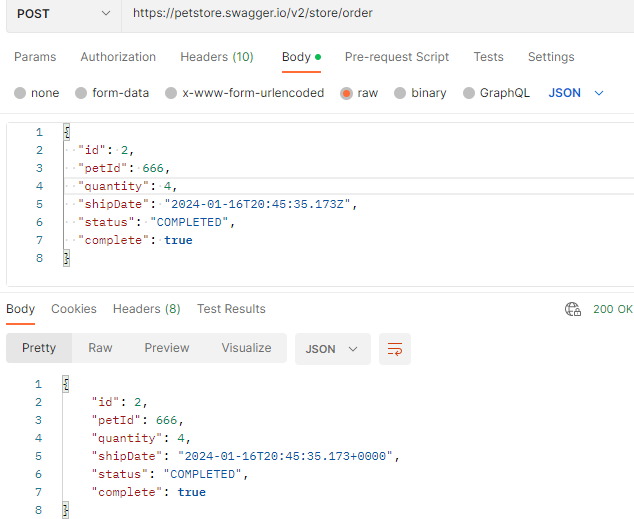 POST https://petstore.swagger.io/v2/store/order
Params Authorization Headers (10) Body Pre-request Script Tests Settings
none form-data x-www-form-urlencoded raw binary GraphQL JSON
1 {
2 "id": 2,
3 "petId": 666,
4 "quantity": 4,
5 "shipDate": "2024-01-16T20:45:35.173Z",
6 "status": "COMPLETED",
7 "complete": true
8 }
Body Cookies Headers (8) Test Results 200 OK
Pretty Raw Preview Visualize JSON
1 {
2 "id": 2,
3 "petId": 666,
4 "quantity": 4,
5 "shipDate": "2024-01-16T20:45:35.173+0000",
6 "status": "COMPLETED",
7 "complete": true
8 }